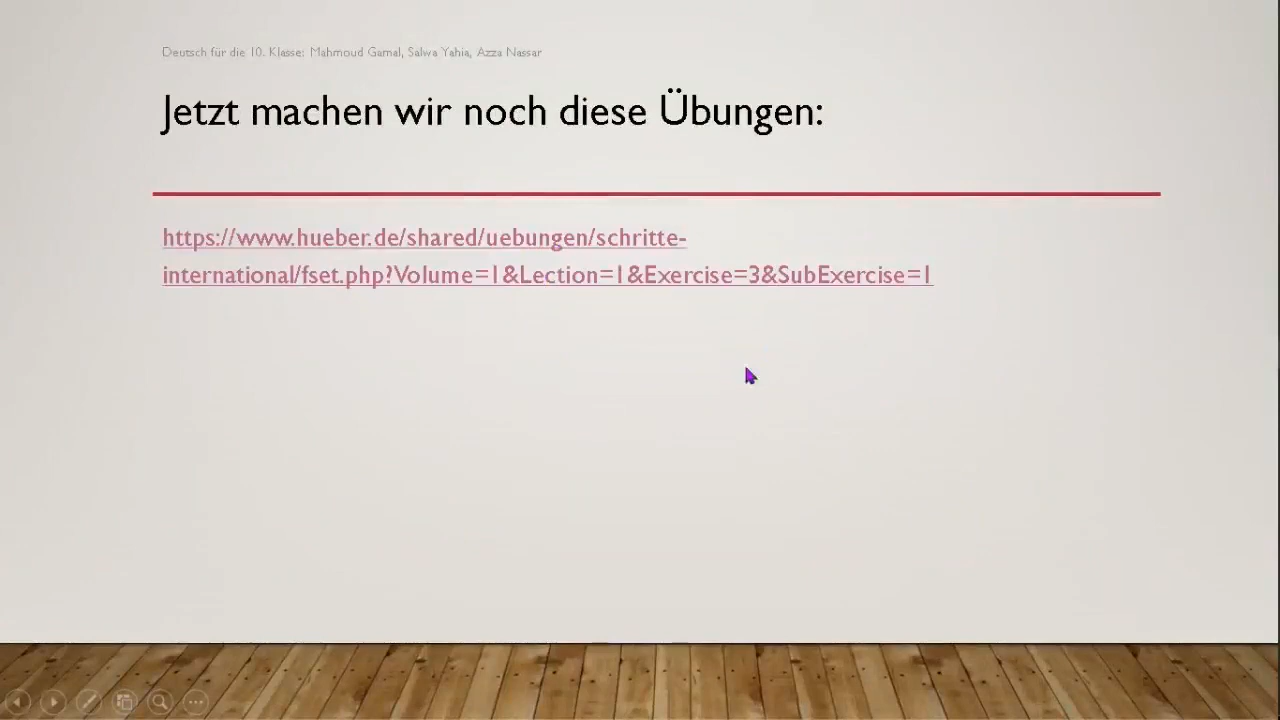 Deutsch für die 10. Klasse: Mahmoud Gamal, Salwa Yahia, Azza Nassar
Jetzt machen wir noch diese Übungen:
https://www.hueber.de/shared/uebungen/schritte-
international/fset.php?Volume=1&Lection=1&Exercise=3&SubExercise=1